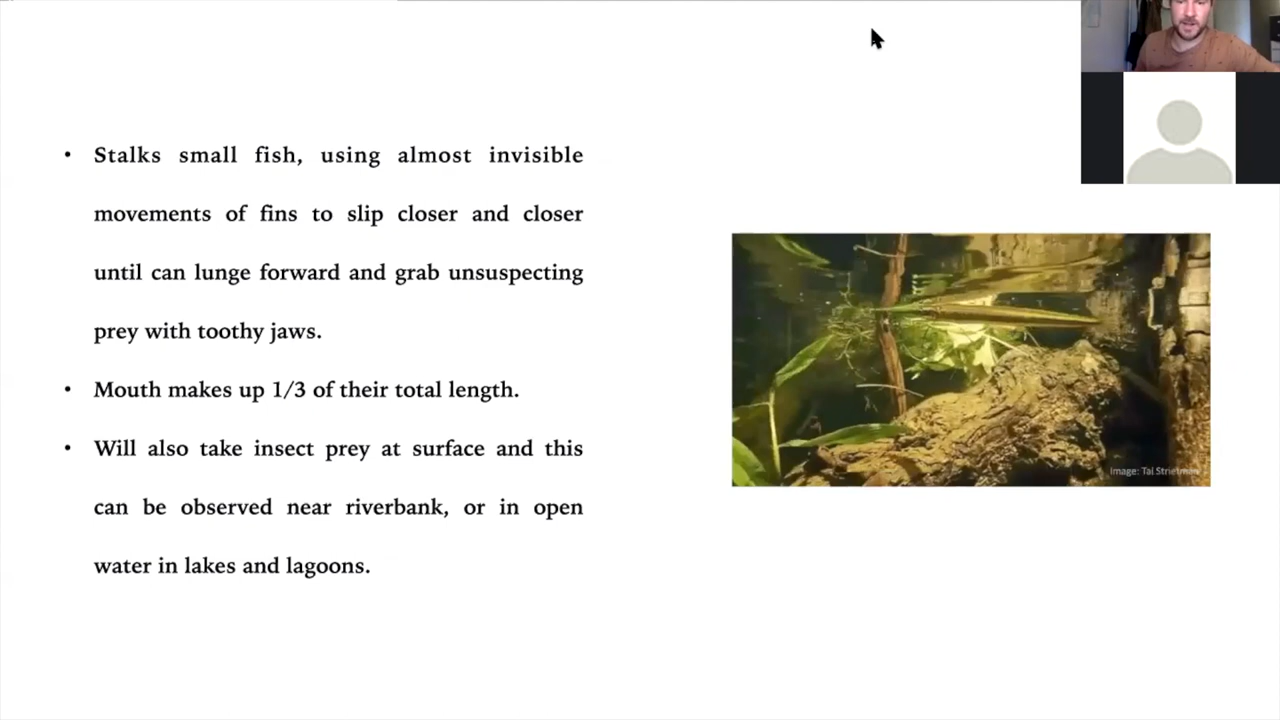 • Stalks small fish, using almost invisible
movements of fins to slip closer and closer
until can lunge forward and grab unsuspecting
prey with toothy jaws.
• Mouth makes up 1/3 of their total length.
• Will also take insect prey at surface and this
can be observed near riverbank, or in open
water in lakes and lagoons.
Image: Tai Strietman